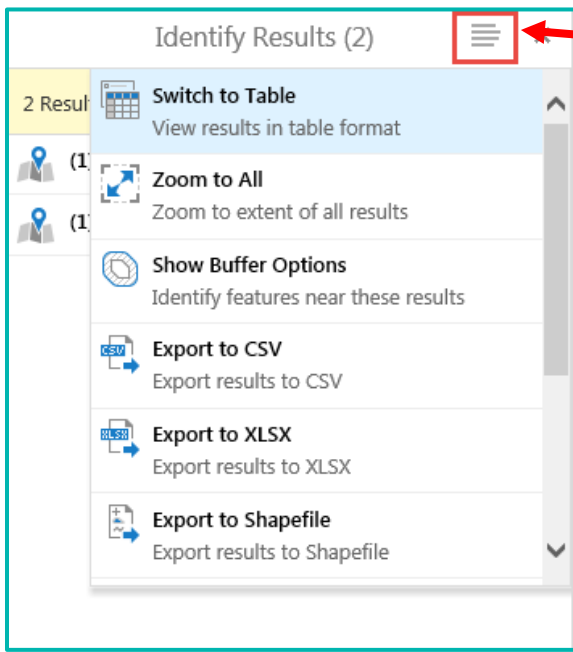 Identify Results (2)
2 Resul
Switch to Table
View results in table format
(1)
Zoom to All
Zoom to extent of all results
(1)
Show Buffer Options
Identify features near these results
CSV
Export to CSV
Export results to CSV
XLSX
Export to XLSX
Export results to XLSX
Export to Shapefile
Export results to Shapefile